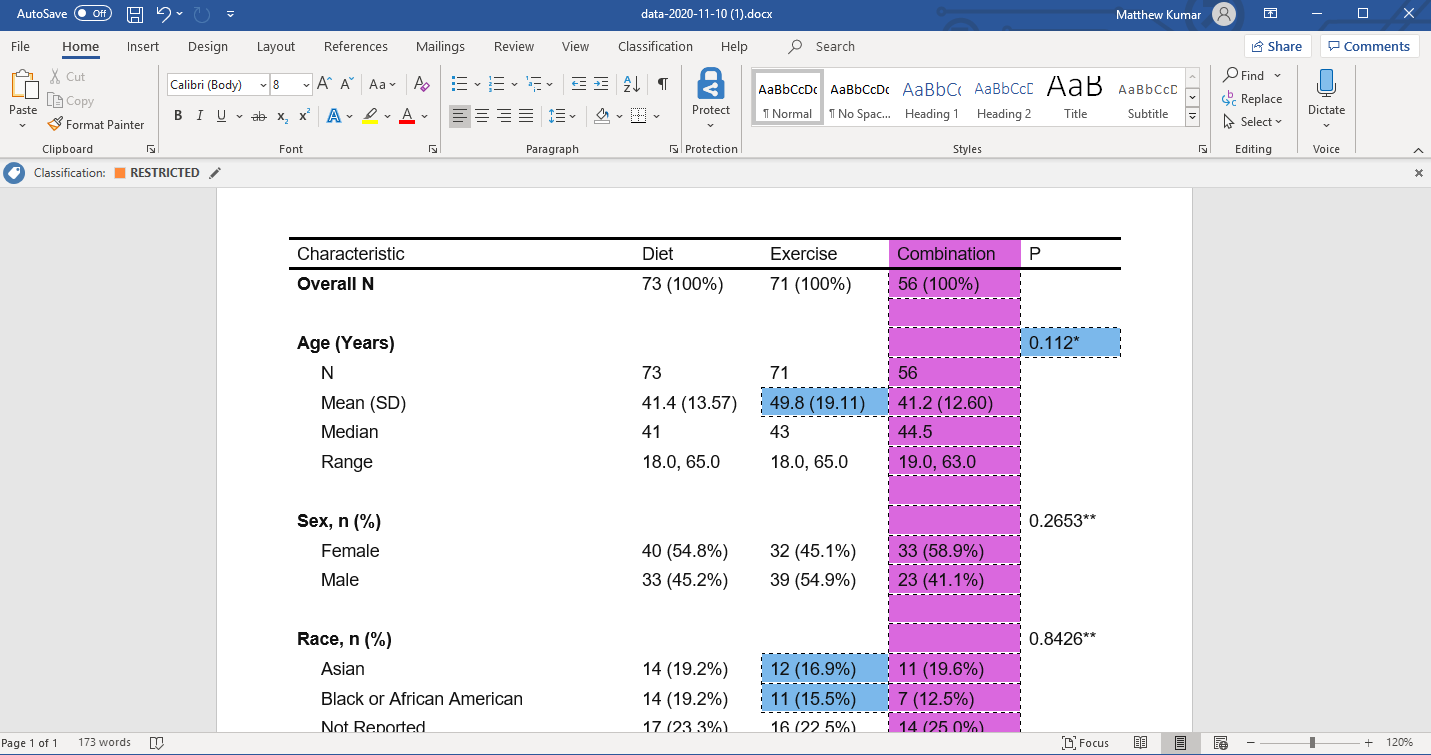 AutoSave Off data-2020-11-10 (1).docx Matthew Kumar
File Home Insert Design Layout References Mailings Review View Classification Help Search Share Comments
Paste Cut Copy Format Painter
Calibri (Body) 8 A A Aa A
B I U ab x₂ x² A A
Protect
AaBbCcDc AaBbCcDc AaBbCc AaBbCcD AaB AaBbCcD
¶ Normal ¶ No Spac... Heading 1 Heading 2 Title Subtitle
Find Replace Select
Dictate
Clipboard Font Paragraph Protection Styles Editing Voice
Classification: RESTRICTED
Characteristic Diet Exercise Combination P
Overall N 73 (100%) 71 (100%) 56 (100%)
Age (Years) 0.112*
N 73 71 56
Mean (SD) 41.4 (13.57) 49.8 (19.11) 41.2 (12.60)
Median 41 43 44.5
Range 18.0, 65.0 18.0, 65.0 19.0, 63.0
Sex, n (%) 0.2653**
Female 40 (54.8%) 32 (45.1%) 33 (58.9%)
Male 33 (45.2%) 39 (54.9%) 23 (41.1%)
Race, n (%) 0.8426**
Asian 14 (19.2%) 12 (16.9%) 11 (19.6%)
Black or African American 14 (19.2%) 11 (15.5%) 7 (12.5%)
Not Reported 17 (23.3%) 16 (22.5%) 14 (25.0%)
Page 1 of 1 173 words Focus 120%